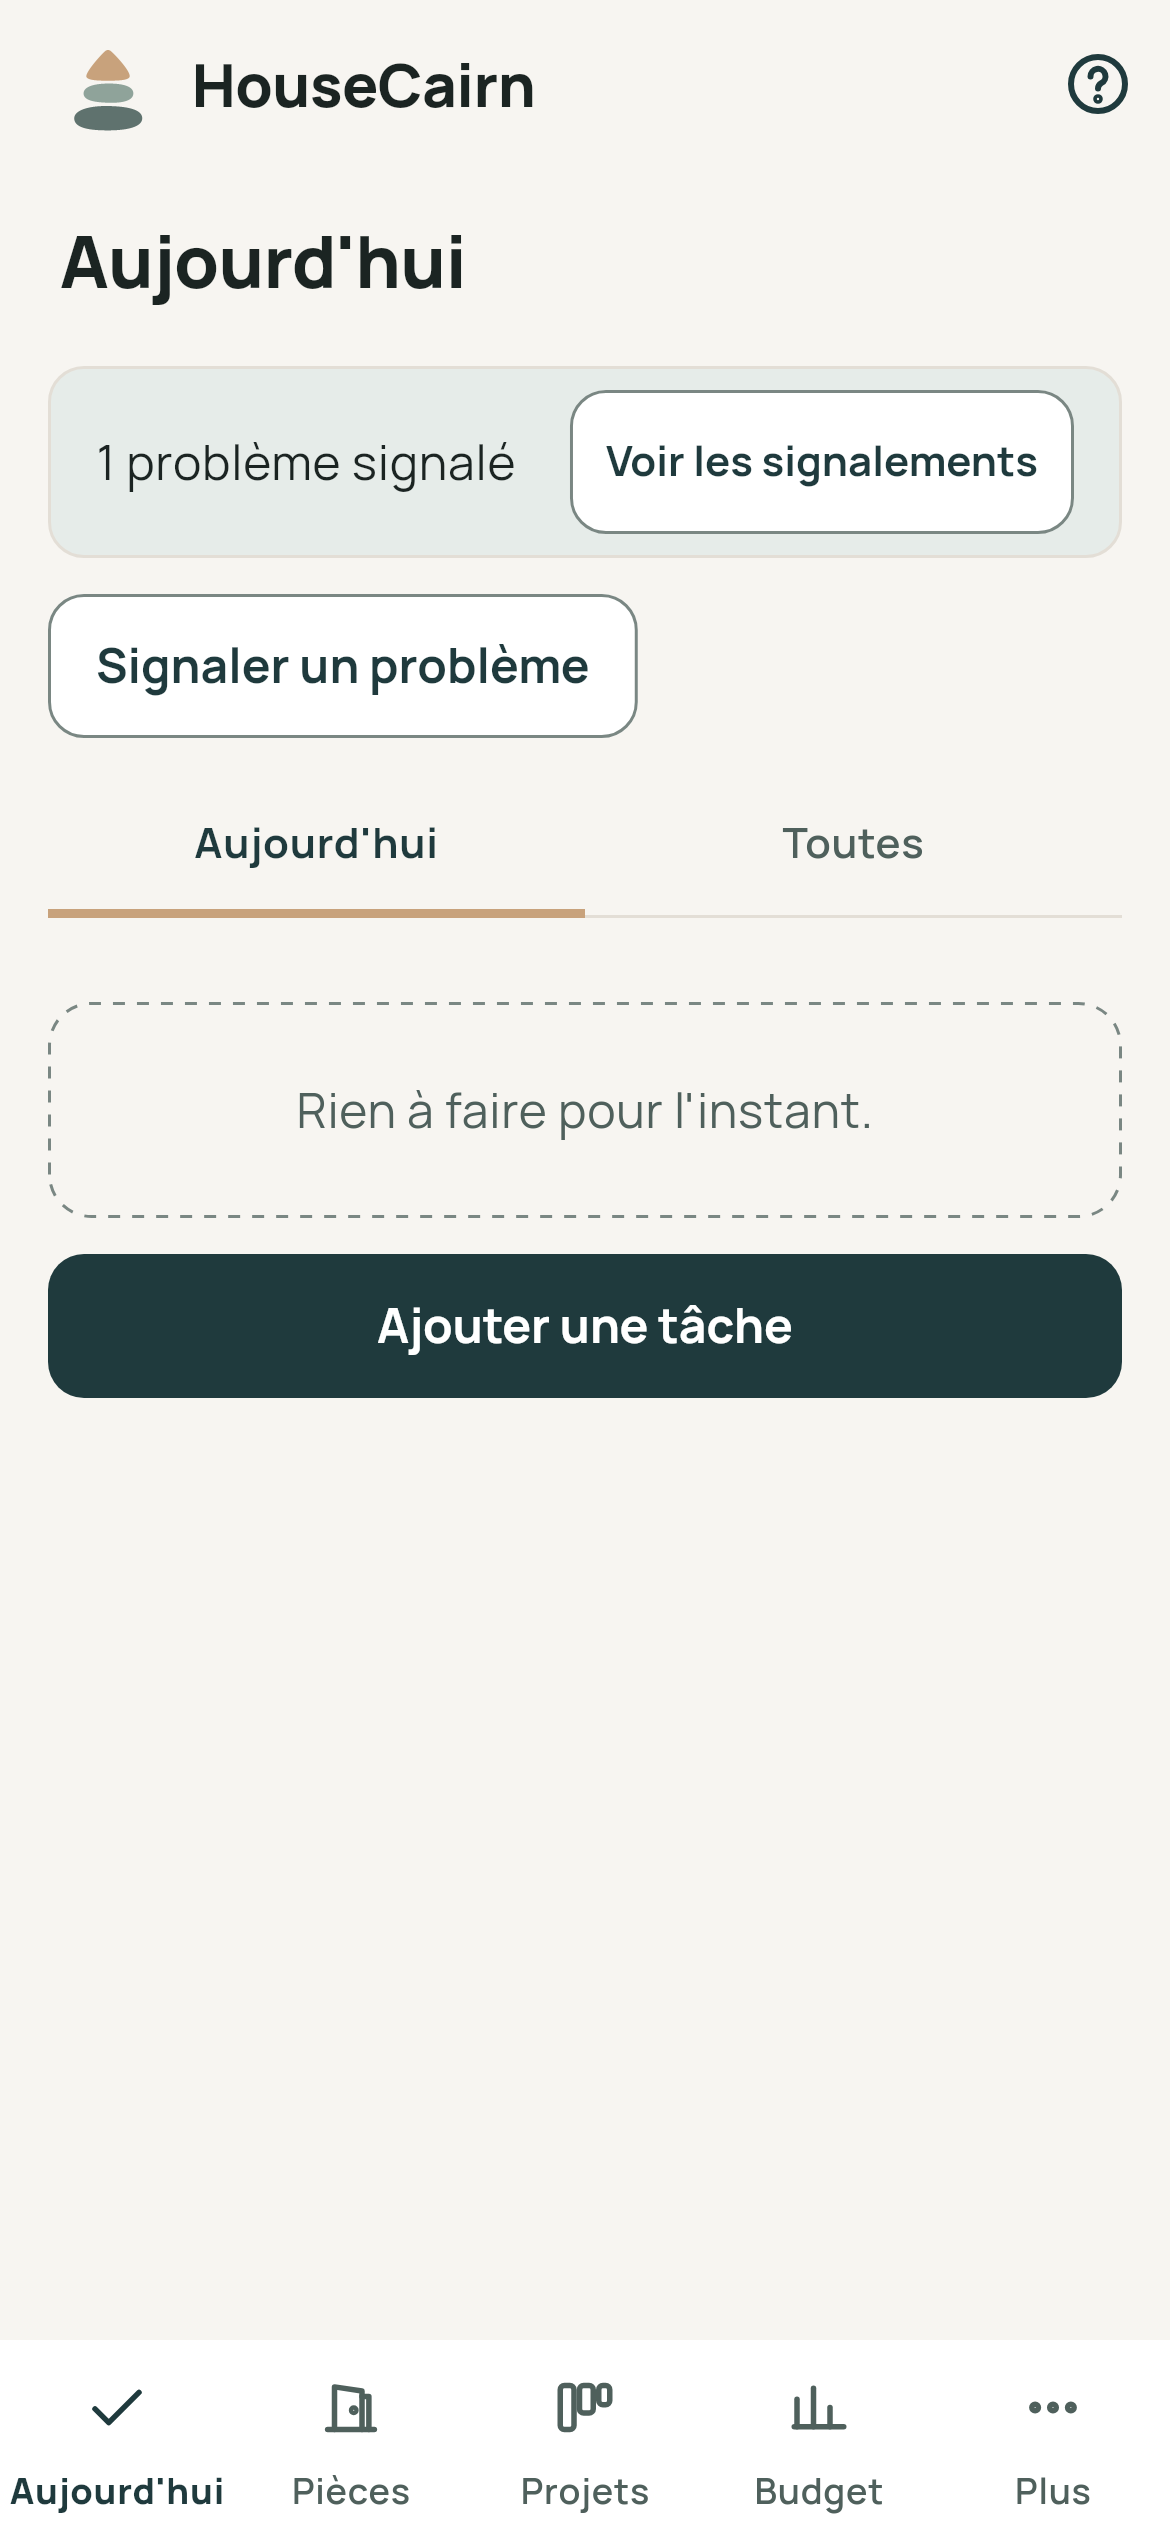 HouseCairn
Aujourd'hui
1 problème signalé
Voir les signalements
Signaler un problème
Aujourd'hui
Toutes
Rien à faire pour l'instant.
Ajouter une tâche
Aujourd'hui
Pièces
Projets
Budget
Plus